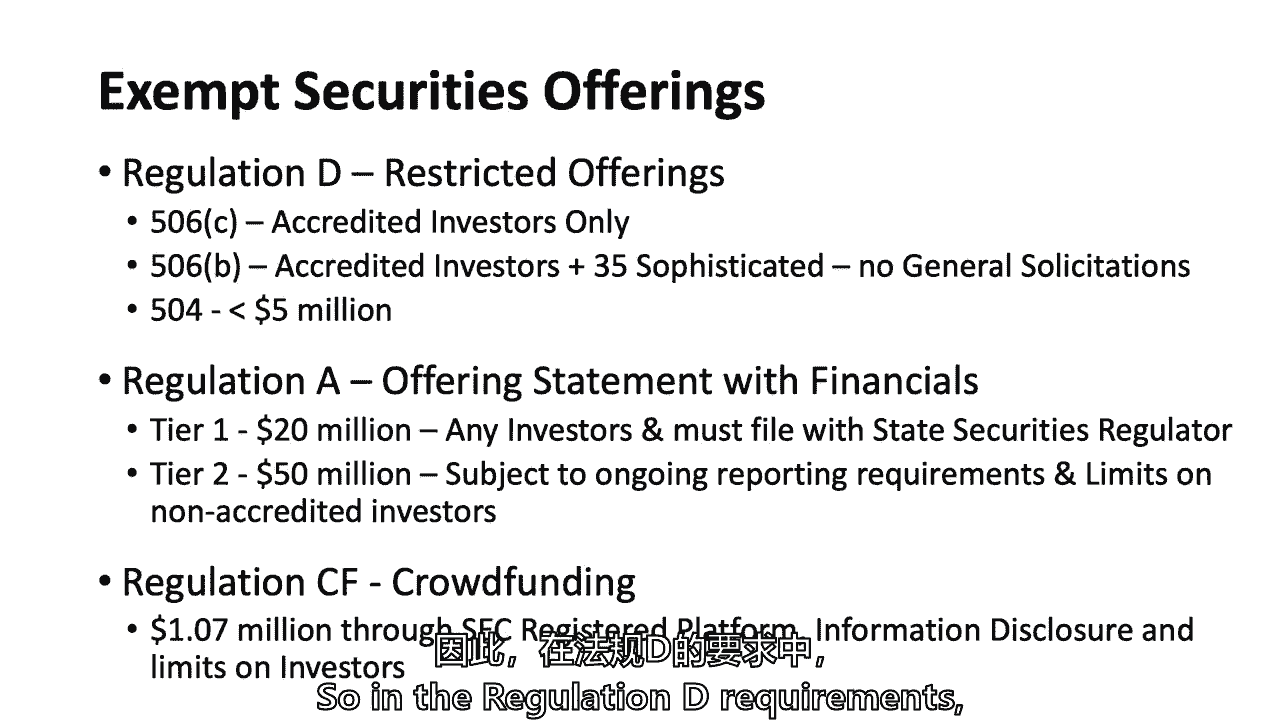 Exempt Securities Offerings
• Regulation D – Restricted Offerings
• 506(c) – Accredited Investors Only
• 506(b) – Accredited Investors + 35 Sophisticated – no General Solicitations
• 504 - < $5 million
• Regulation A – Offering Statement with Financials
• Tier 1 - $20 million – Any Investors & must file with State Securities Regulator
• Tier 2 - $50 million – Subject to ongoing reporting requirements & Limits on
non-accredited investors
• Regulation CF - Crowdfunding
• $1.07 million through SEC Registered Platform, Information Disclosure and
limits on Investors
因此，在法规D的要求中，
So in the Regulation D requirements,